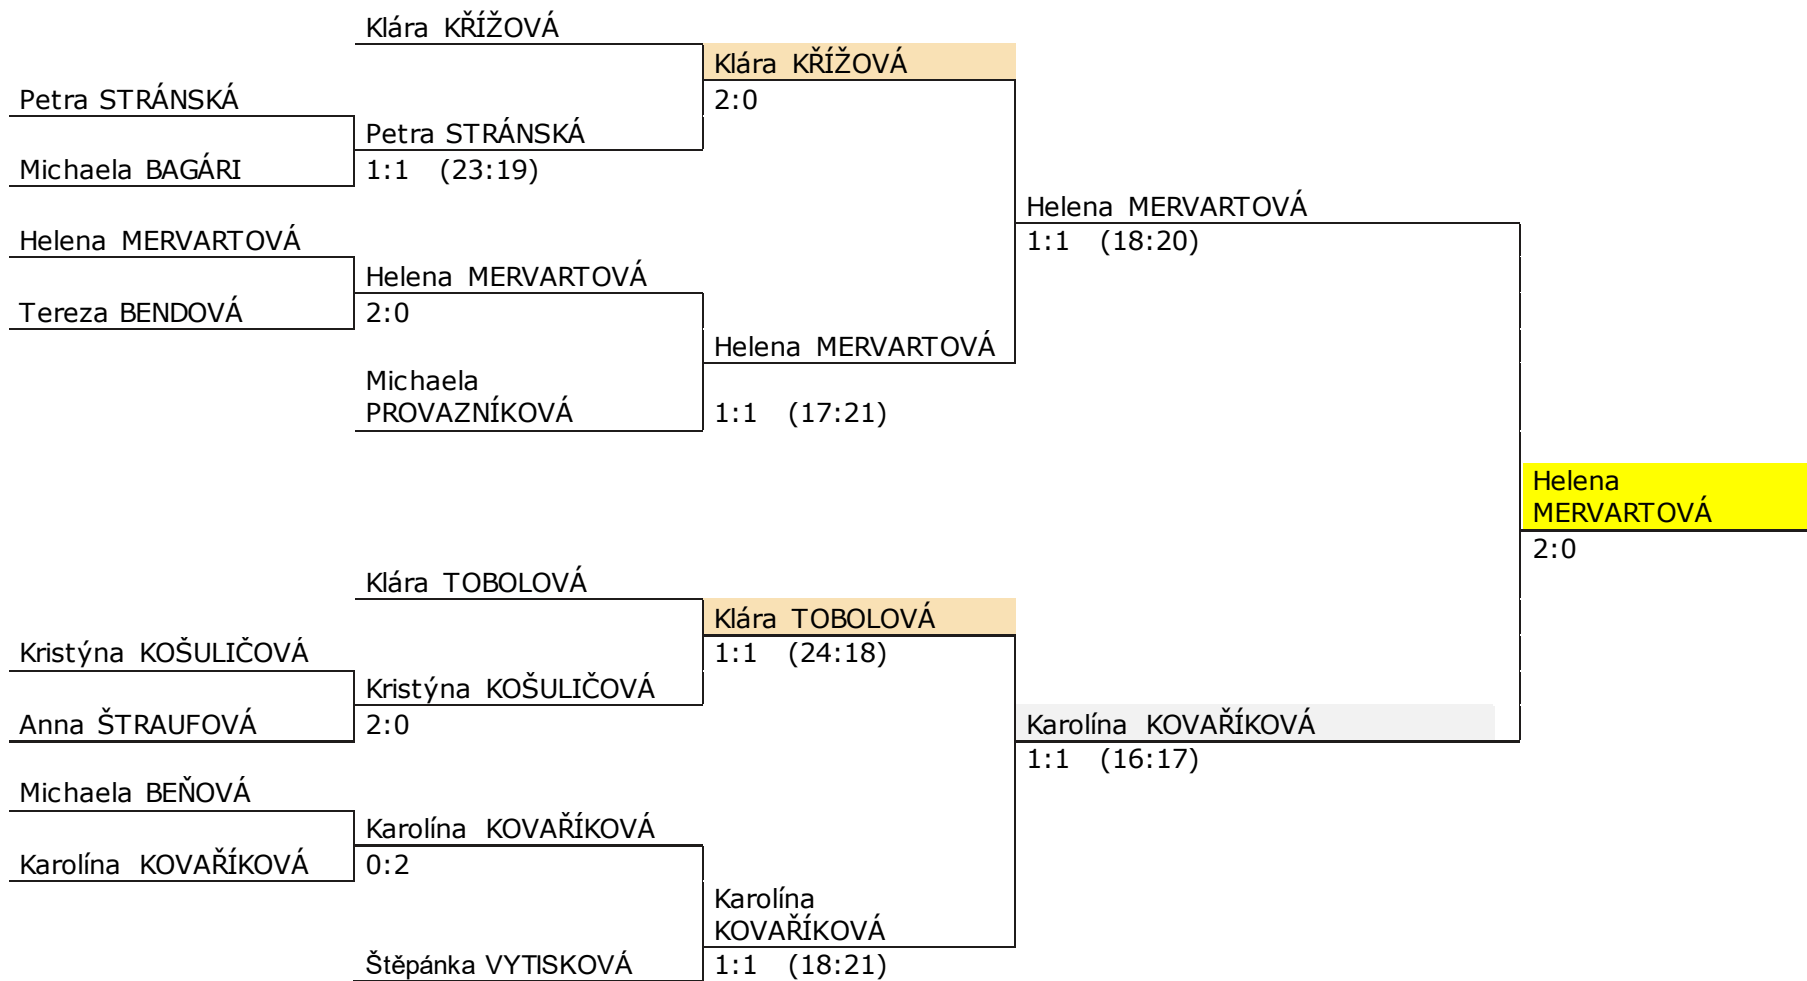 Klára KŘÍŽOVÁ
Klára KŘÍŽOVÁ
Petra STRÁNSKÁ
2:0
Petra STRÁNSKÁ
Michaela BAGÁRI
1:1 (23:19)
Helena MERVARTOVÁ
Helena MERVARTOVÁ
1:1 (18:20)
Helena MERVARTOVÁ
Tereza BENDOVÁ
2:0
Helena MERVARTOVÁ
Michaela
PROVAZNÍKOVÁ
1:1 (17:21)
Helena
MERVARTOVÁ
2:0
Klára TOBOLOVÁ
Klára TOBOLOVÁ
Kristýna KOŠULIČOVÁ
1:1 (24:18)
Kristýna KOŠULIČOVÁ
Anna ŠTRAUFOVÁ
2:0
Karolína KOVAŘÍKOVÁ
1:1 (16:17)
Michaela BEŇOVÁ
Karolína KOVAŘÍKOVÁ
Karolína KOVAŘÍKOVÁ
0:2
Karolína
KOVAŘÍKOVÁ
Štěpánka VYTISKOVÁ
1:1 (18:21)